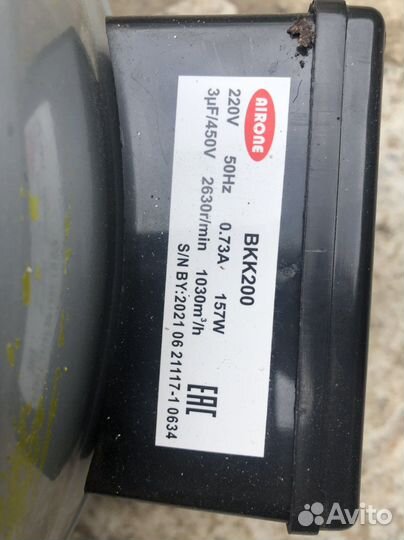 AIRONE
BKK200
220V 50Hz 0.73A 157W
3µF/450V 2630r/min 1030m³/h
S/N BY:2021 06 21117-1 0634
EAC
Avito